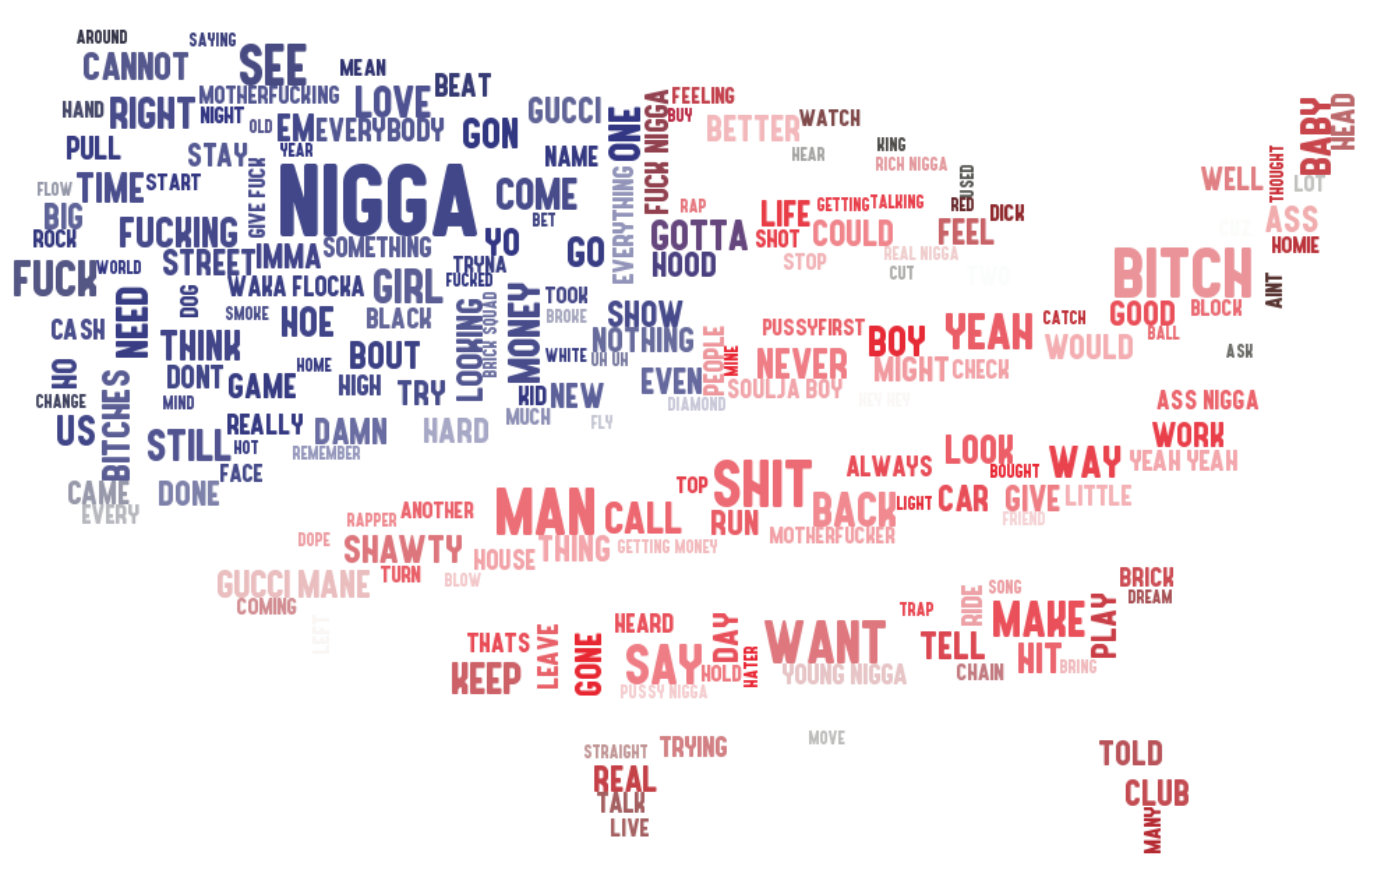 AROUND
SAYING
CANNOT
SEE
MEAN
BEAT
HAND
RIGHT
MOTHERFUCKING
NIGHT
LOVE
OLD
EM
EVERYBODY
GON
GUCCI
ONE
FUCK NIGGA
FEELING
BUY
BETTER
WATCH
HEAR
KING
RICH NIGGA
BABY
HEAD
PULL
STAY
YEAR
NAME
FLOW
TIME
START
GIVE FUCK
NIGGA
COME
BET
EVERYTHING
RAP
LIFE
GETTING
TALKING
USED
RED
DICK
WELL
THOUGHT
LOT
BIG
ROCK
FUCKING
SOMETHING
YO
GO
GOTTA
SHOT
COULD
FEEL
ASS
HOMIE
FUCK
WORLD
STREET
IMMA
TRYNA
FUCKED
HOOD
STOP
REAL NIGGA
CUT
TWO
BITCH
AINT
NEED
DOG
WAKA FLOCKA
GIRL
LOOKING
BRICK SQUAD
MONEY
TOOK
BROKE
SHOW
CASH
SMOKE
HOE
BLACK
NOTHING
PEOPLE
MINE
PUSSY
FIRST
BOY
YEAH
CATCH
GOOD
BLOCK
BALL
THINK
HOME
BOUT
WHITE
UH UH
NEVER
MIGHT
CHECK
WOULD
ASK
HO
DONT
GAME
HIGH
TRY
KID
NEW
EVEN
DIAMOND
SOULJA BOY
HEY HEY
CHANGE
BITCHES
MIND
MUCH
FLY
ASS NIGGA
US
STILL
REALLY
HOT
DAMN
HARD
REMEMBER
WORK
FACE
CAME
EVERY
DONE
TOP
SHIT
ALWAYS
LOOK
BOUGHT
WAY
YEAH YEAH
RAPPER
ANOTHER
MAN
CALL
RUN
BACK
LIGHT
CAR
GIVE
LITTLE
FRIEND
DOPE
SHAWTY
HOUSE
THING
GETTING MONEY
MOTHERFUCKER
GUCCI MANE
TURN
BLOW
COMING
LEFT
BRICK
DREAM
THATS
LEAVE
GONE
HEARD
DAY
WANT
TRAP
RIDE
SONG
MAKE
PLAY
KEEP
SAY
HOLD
HATER
YOUNG NIGGA
TELL
CHAIN
HIT
BRING
PUSSY NIGGA
STRAIGHT
TRYING
MOVE
TOLD
REAL
TALK
LIVE
CLUB
MANY